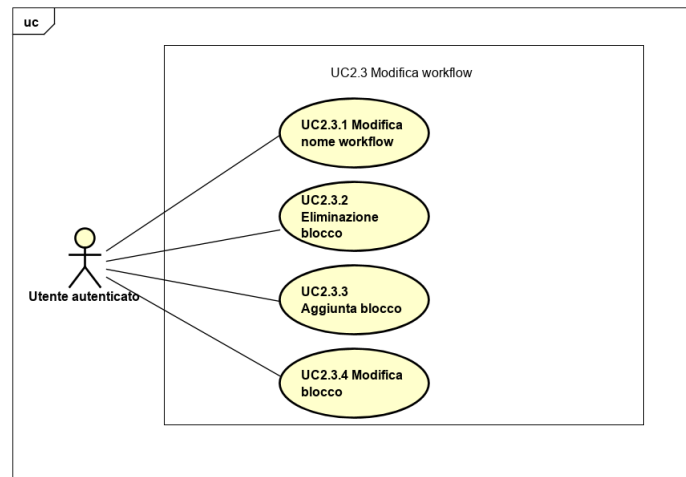 uc
UC2.3 Modifica workflow
UC2.3.1 Modifica
nome workflow
UC2.3.2
Eliminazione
blocco
UC2.3.3
Aggiunta blocco
UC2.3.4 Modifica
blocco
Utente autenticato